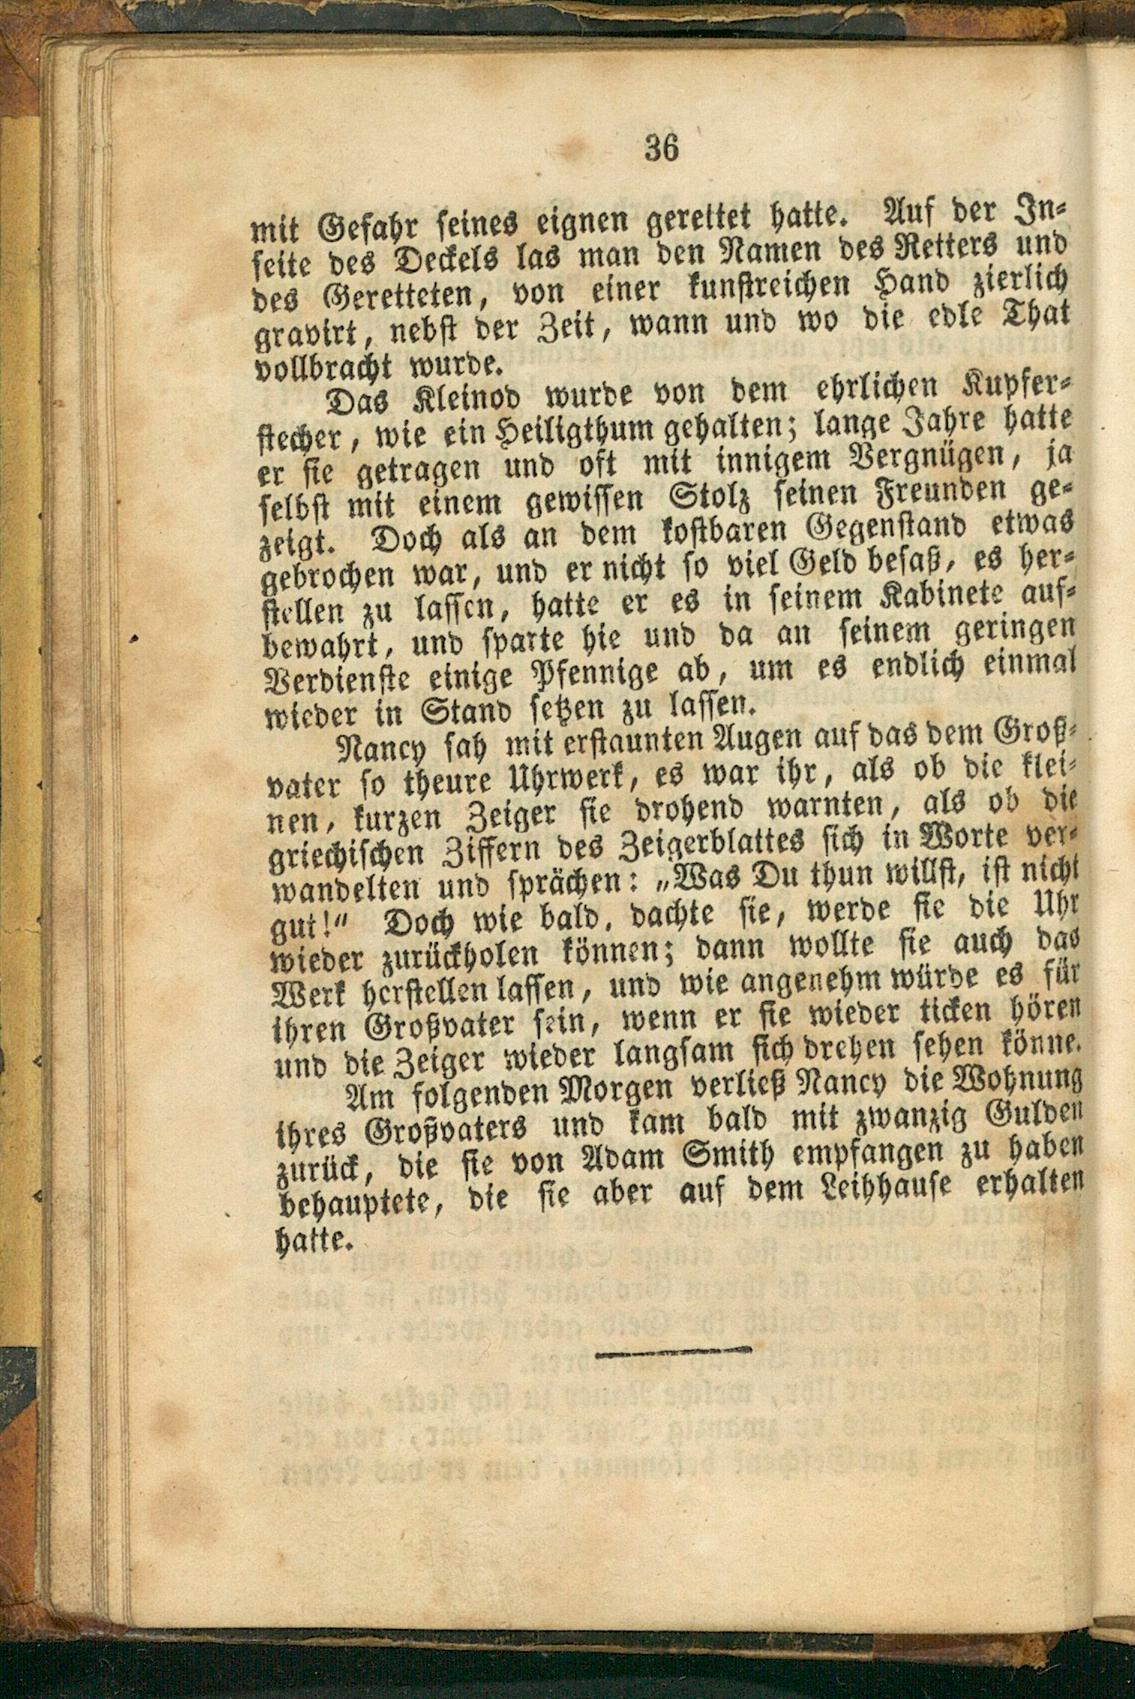 36
mit Gefahr seines eignen gerettet hatte. Auf der In-
seite des Deckels las man den Namen des Retters und
des Geretteten, von einer kunstreichen Hand zierlich
gravirt, nebst der Zeit, wann und wo die edle That
vollbracht wurde.
Das Kleinod wurde von dem ehrlichen Kupfer-
stecher, wie ein Heiligthum gehalten; lange Jahre hatte
er sie getragen und oft mit innigem Vergnügen, ja
selbst mit einem gewissen Stolz seinen Freunden ge-
zeigt. Doch als an dem kostbaren Gegenstand etwas
gebrochen war, und er nicht so viel Geld besaß, es her-
stellen zu lassen, hatte er es in seinem Kabinete auf-
bewahrt, und sparte hie und da an seinem geringen
Verdienste einige Pfennige ab, um es endlich einmal
wieder in Stand setzen zu lassen.
Nancy sah mit erstaunten Augen auf das dem Groß-
vater so theure Uhrwerk, es war ihr, als ob die klei-
nen, kurzen Zeiger sie drohend warnten, als ob die
griechischen Ziffern des Zeigerblattes sich in Worte ver-
wandelten und sprächen: „Was Du thun willst, ist nicht
gut!“ Doch wie bald, dachte sie, werde sie die Uhr
wieder zurückholen können; dann wollte sie auch das
Werk herstellen lassen, und wie angenehm würde es für
ihren Großvater sein, wenn er sie wieder ticken hören
und die Zeiger wieder langsam sich drehen sehen könne.
Am folgenden Morgen verließ Nancy die Wohnung
ihres Großvaters und kam bald mit zwanzig Gulden
zurück, die sie von Adam Smith empfangen zu haben
behauptete, die sie aber auf dem Leihhause erhalten
hatte.